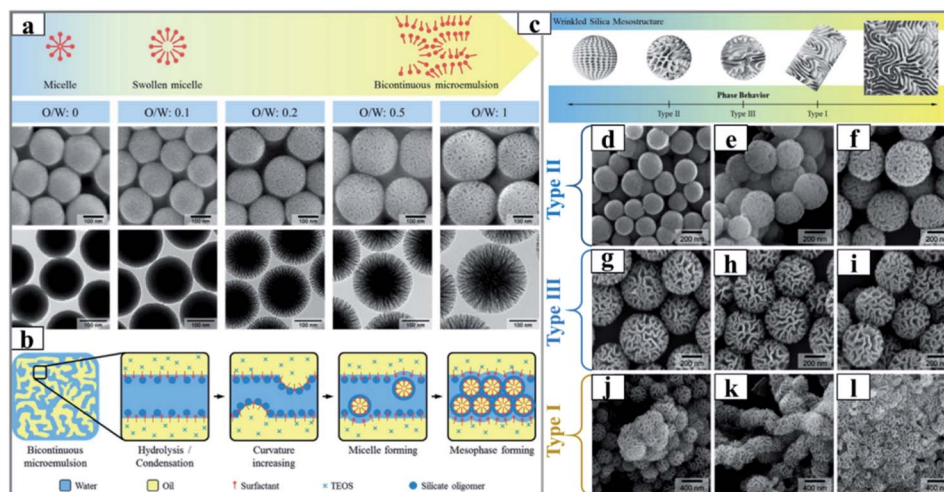 a
Micelle
Swollen micelle
Bicontinuous microemulsion
O/W: 0
O/W: 0.1
O/W: 0.2
O/W: 0.5
O/W: 1
100 nm
100 nm
100 nm
100 nm
100 nm
100 nm
100 nm
100 nm
100 nm
100 nm
b
Bicontinuous
microemulsion
Hydrolysis /
Condensation
Curvature
increasing
Micelle forming
Mesophase forming
Water
Oil
Surfactant
TEOS
Silicate oligomer
c
Wrinkled Silica Mesostructure
Phase Behavior
Type II
Type III
Type I
Type II
d
200 nm
e
200 nm
f
200 nm
Type III
g
200 nm
h
200 nm
i
200 nm
Type I
j
400 nm
k
400 nm
l
400 nm